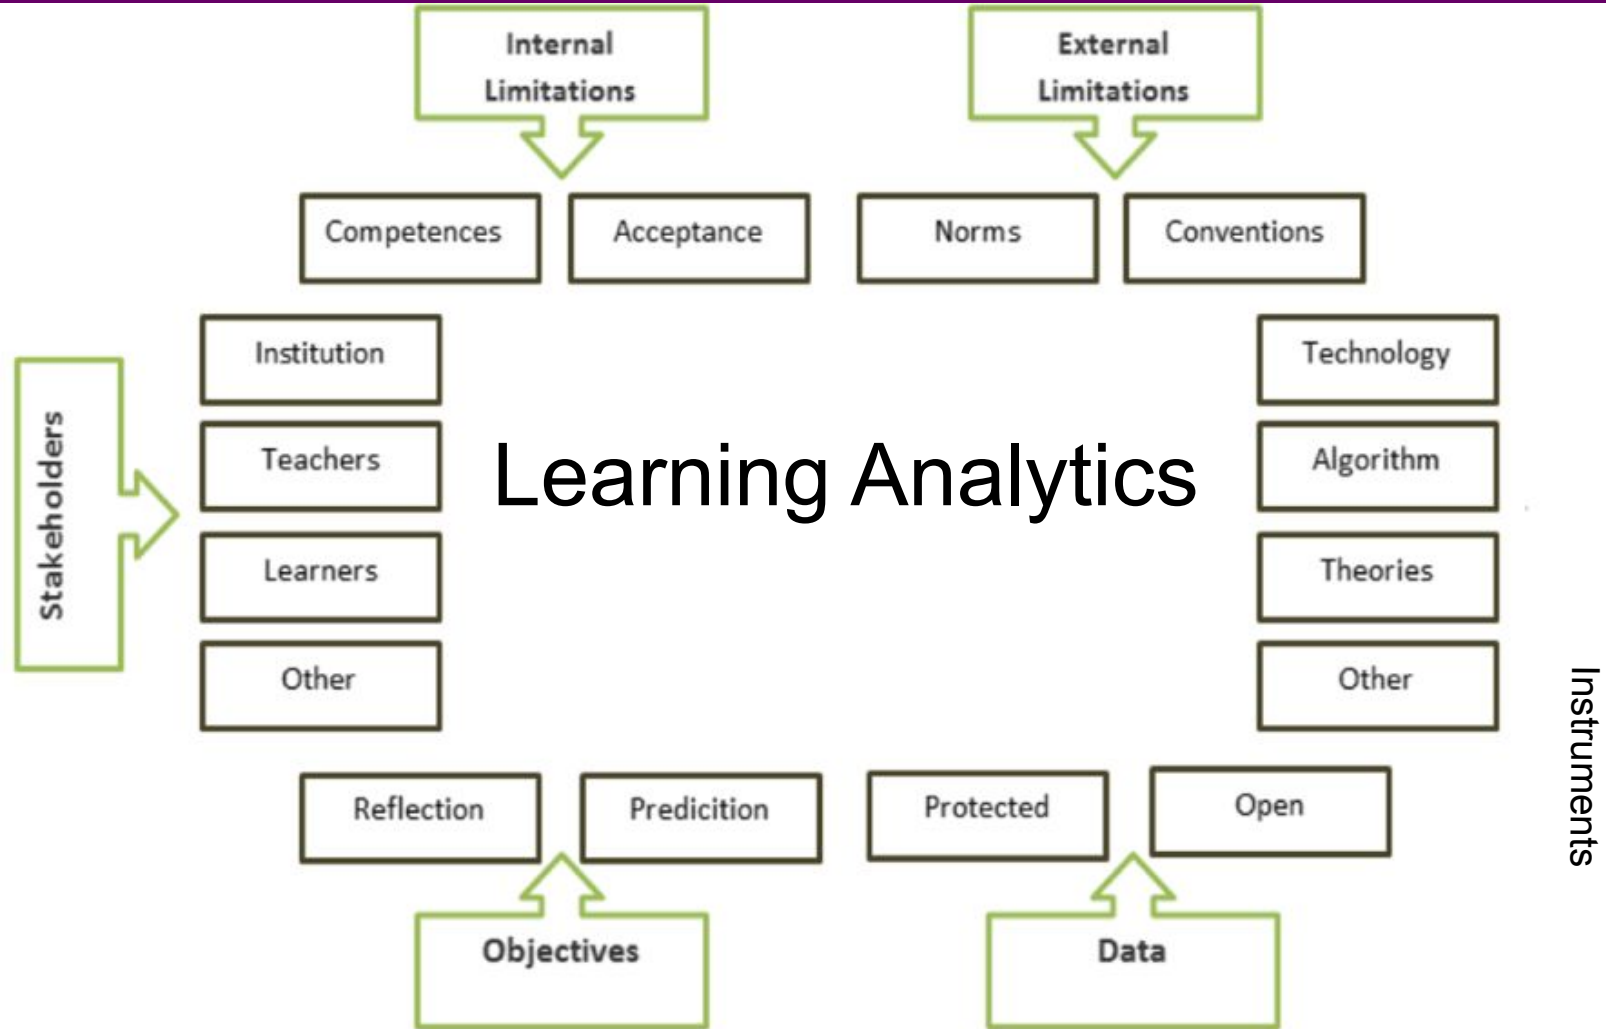 Internal
Limitations
External
Limitations
Competences
Acceptance
Norms
Conventions
Stakeholders
Institution
Teachers
Learners
Other
Learning Analytics
Technology
Algorithm
Theories
Other
Instruments
Reflection
Predicition
Protected
Open
Objectives
Data